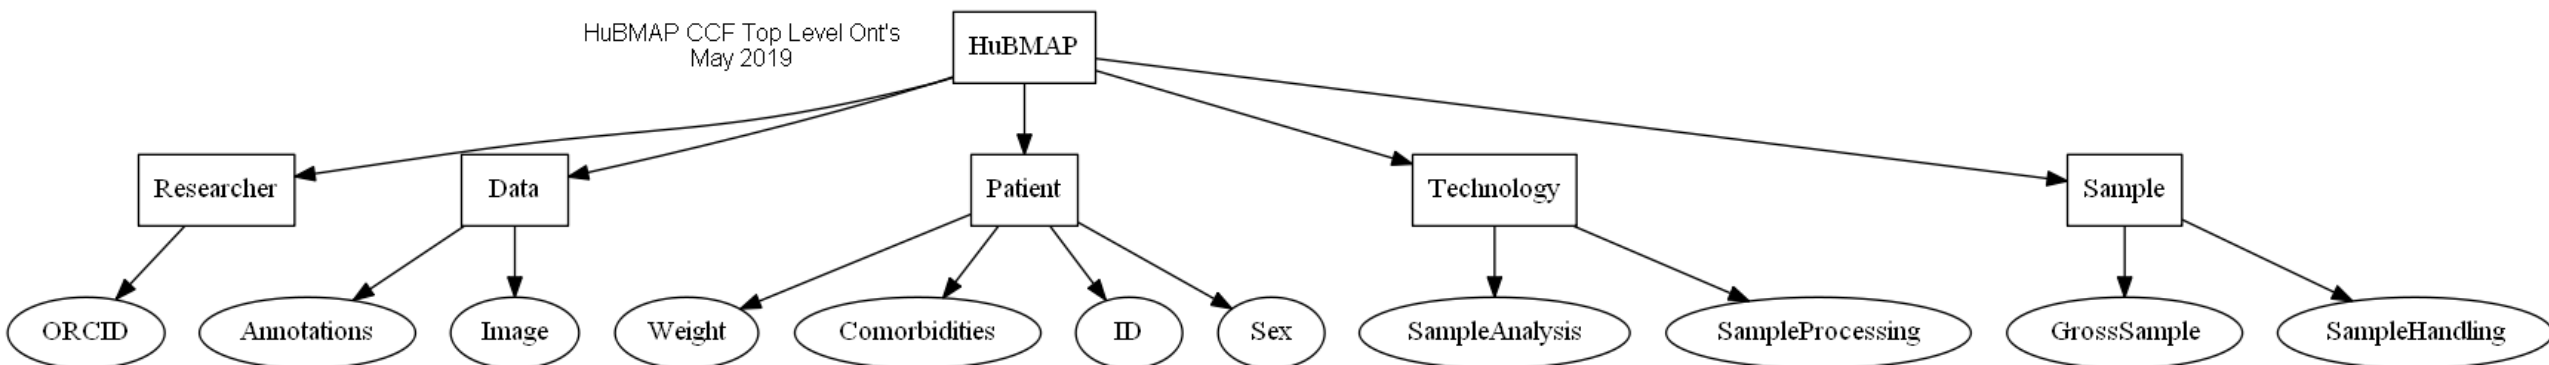 HuBMAP CCF Top Level Ont's
May 2019
HuBMAP
Researcher
Data
Patient
Technology
Sample
ORCID
Annotations
Image
Weight
Comorbidities
ID
Sex
SampleAnalysis
SampleProcessing
GrossSample
SampleHandling